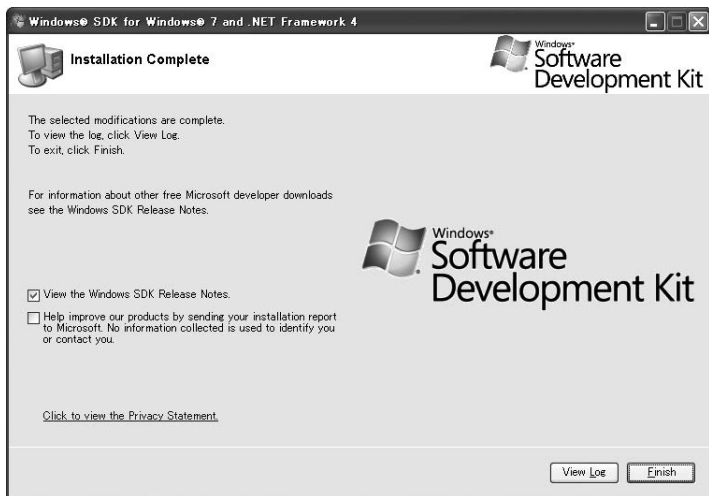 Windows® SDK for Windows® 7 and .NET Framework 4
Installation Complete
Windows®
Software
Development Kit
The selected modifications are complete.
To view the log, click View Log.
To exit, click Finish.
For information about other free Microsoft developer downloads
see the Windows SDK Release Notes.
Windows®
Software
Development Kit
View the Windows SDK Release Notes.
Help improve our products by sending your installation report
to Microsoft. No information collected is used to identify you
or contact you.
Click to view the Privacy Statement.
View Log
Finish